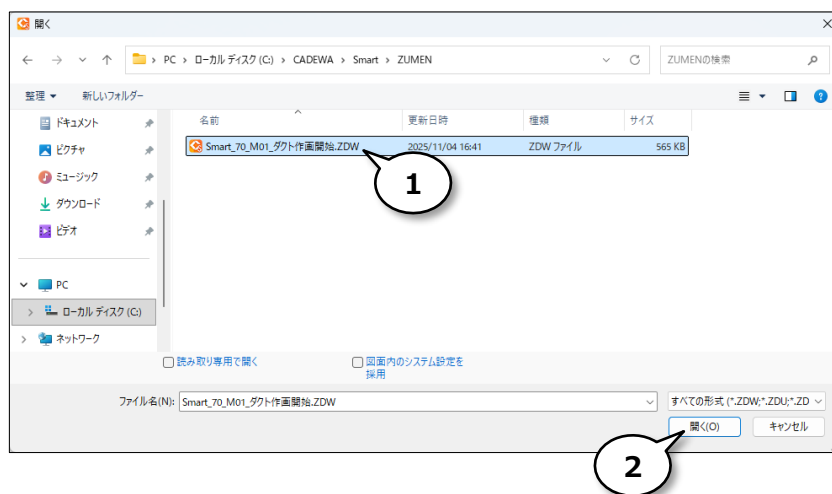 開く
PC › ローカル ディスク (C:) › CADEWA › Smart › ZUMEN
ZUMENの検索
整理
新しいフォルダー
名前
更新日時
種類
サイズ
ドキュメント
ピクチャ
ミュージック
ダウンロード
ビデオ
PC
ローカル ディスク (C:)
ネットワーク
Smart_70_M01_ダクト作画開始.ZDW 2025/11/04 16:41 ZDW ファイル 565 KB
1
読み取り専用で開く
図面内のシステム設定を
採用
ファイル名(N): Smart_70_M01_ダクト作画開始.ZDW
すべての形式 (*.ZDW;*.ZDU;*.ZD
開く(O)
キャンセル
2